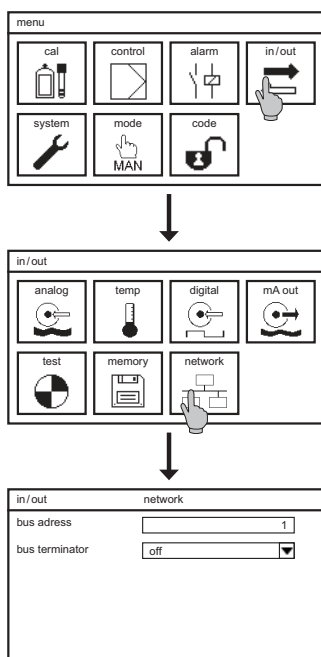 menu
cal control alarm in/out
system mode code
MAN
in/out
analog temp digital mA out
test memory network
in/out network
bus adress 1
bus terminator off